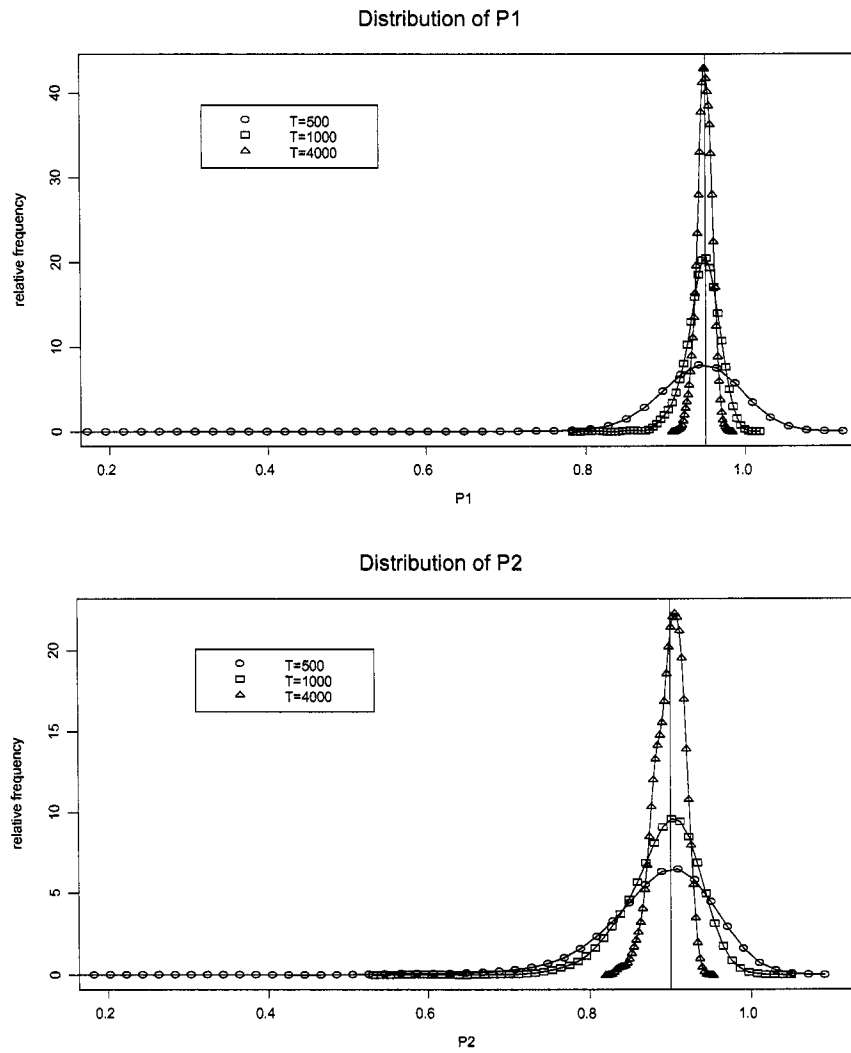 Distribution of P1
40
30
20
10
0
relative frequency
T=500
T=1000
T=4000
0.2 0.4 0.6 0.8 1.0
P1
Distribution of P2
20
15
10
5
0
relative frequency
T=500
T=1000
T=4000
0.2 0.4 0.6 0.8 1.0
P2